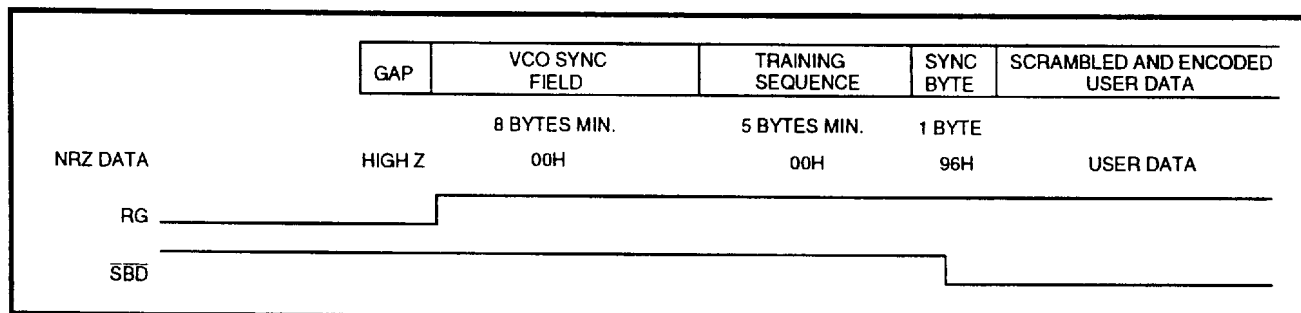 GAP
VCO SYNC
FIELD
TRAINING
SEQUENCE
SYNC
BYTE
SCRAMBLED AND ENCODED
USER DATA
8 BYTES MIN.
5 BYTES MIN.
1 BYTE
NRZ DATA
HIGH Z
00H
00H
96H
USER DATA
RG
SBD